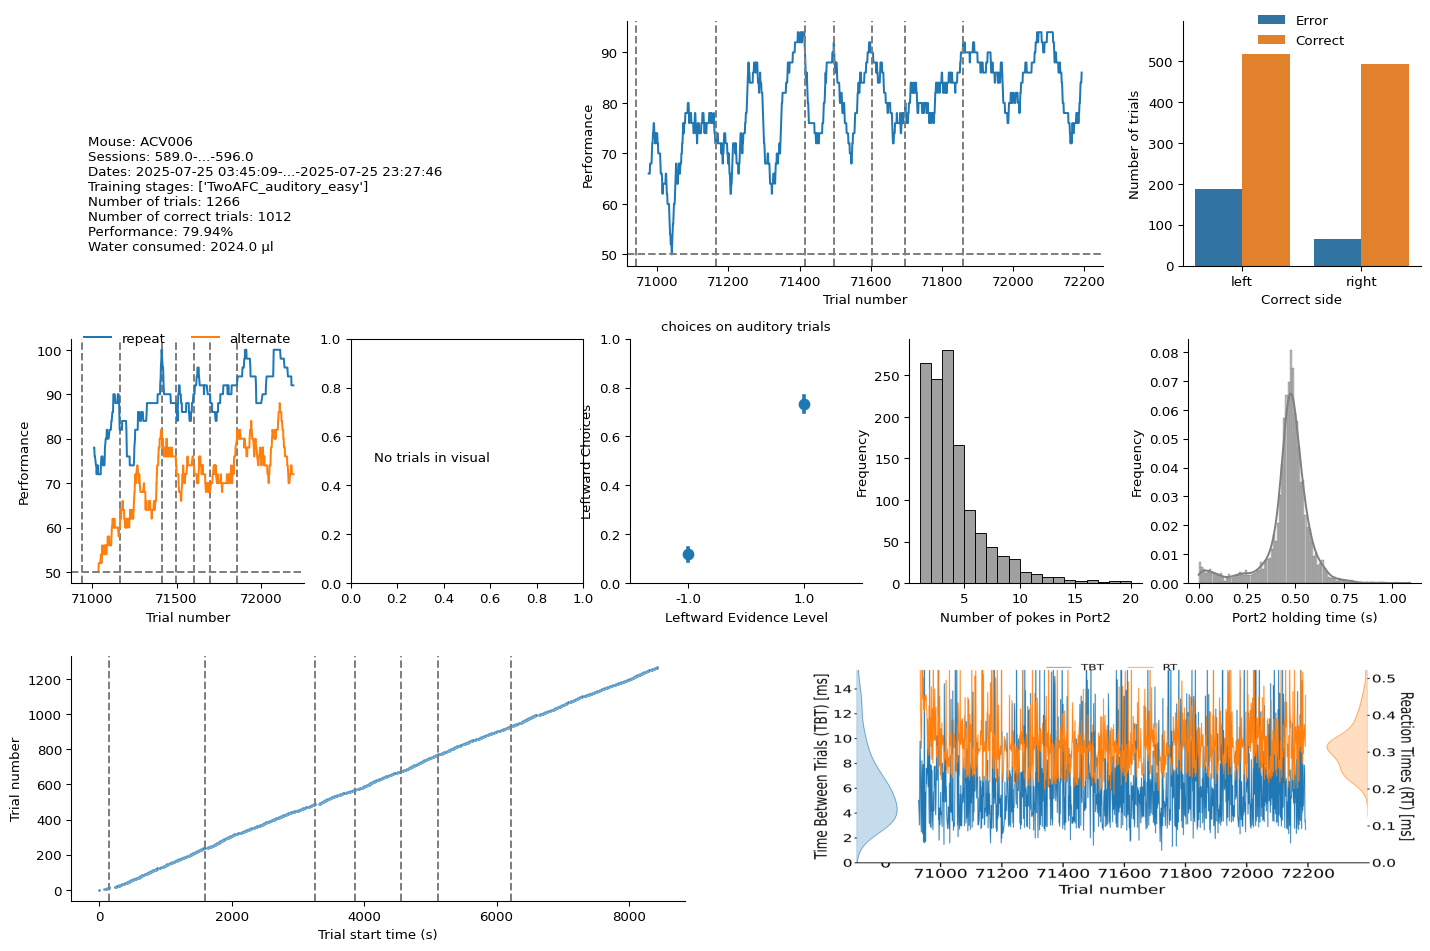 Mouse: ACV006
Sessions: 589.0-...-596.0
Dates: 2025-07-25 03:45:09-...-2025-07-25 23:27:46
Training stages: ['TwoAFC_auditory_easy']
Number of trials: 1266
Number of correct trials: 1012
Performance: 79.94%
Water consumed: 2024.0 µl
Performance
90
80
70
60
50
71000 71200 71400 71600 71800 72000 72200
Trial number
Error
Correct
Number of trials
500
400
300
200
100
0
left right
Correct side
repeat alternate
Performance
100
90
80
70
60
50
71000 71500 72000
Trial number
1.0
0.8
0.6
0.4
0.2
0.0
No trials in visual
0.0 0.2 0.4 0.6 0.8 1.0
choices on auditory trials
Leftward Choices
1.0
0.8
0.6
0.4
0.2
0.0
-1.0 1.0
Leftward Evidence Level
Frequency
250
200
150
100
50
0
5 10 15 20
Number of pokes in Port2
Frequency
0.08
0.07
0.06
0.05
0.04
0.03
0.02
0.01
0.00
0.00 0.25 0.50 0.75 1.00
Port2 holding time (s)
Trial number
1200
1000
800
600
400
200
0
0 2000 4000 6000 8000
Trial start time (s)
TBT RT
Time Between Trials (TBT) [ms]
14
12
10
8
6
4
2
0
0.5
0.4
0.3
0.2
0.1
0.0
Reaction Times (RT) [ms]
0 71000 71200 71400 71600 71800 72000 72200
Trial number